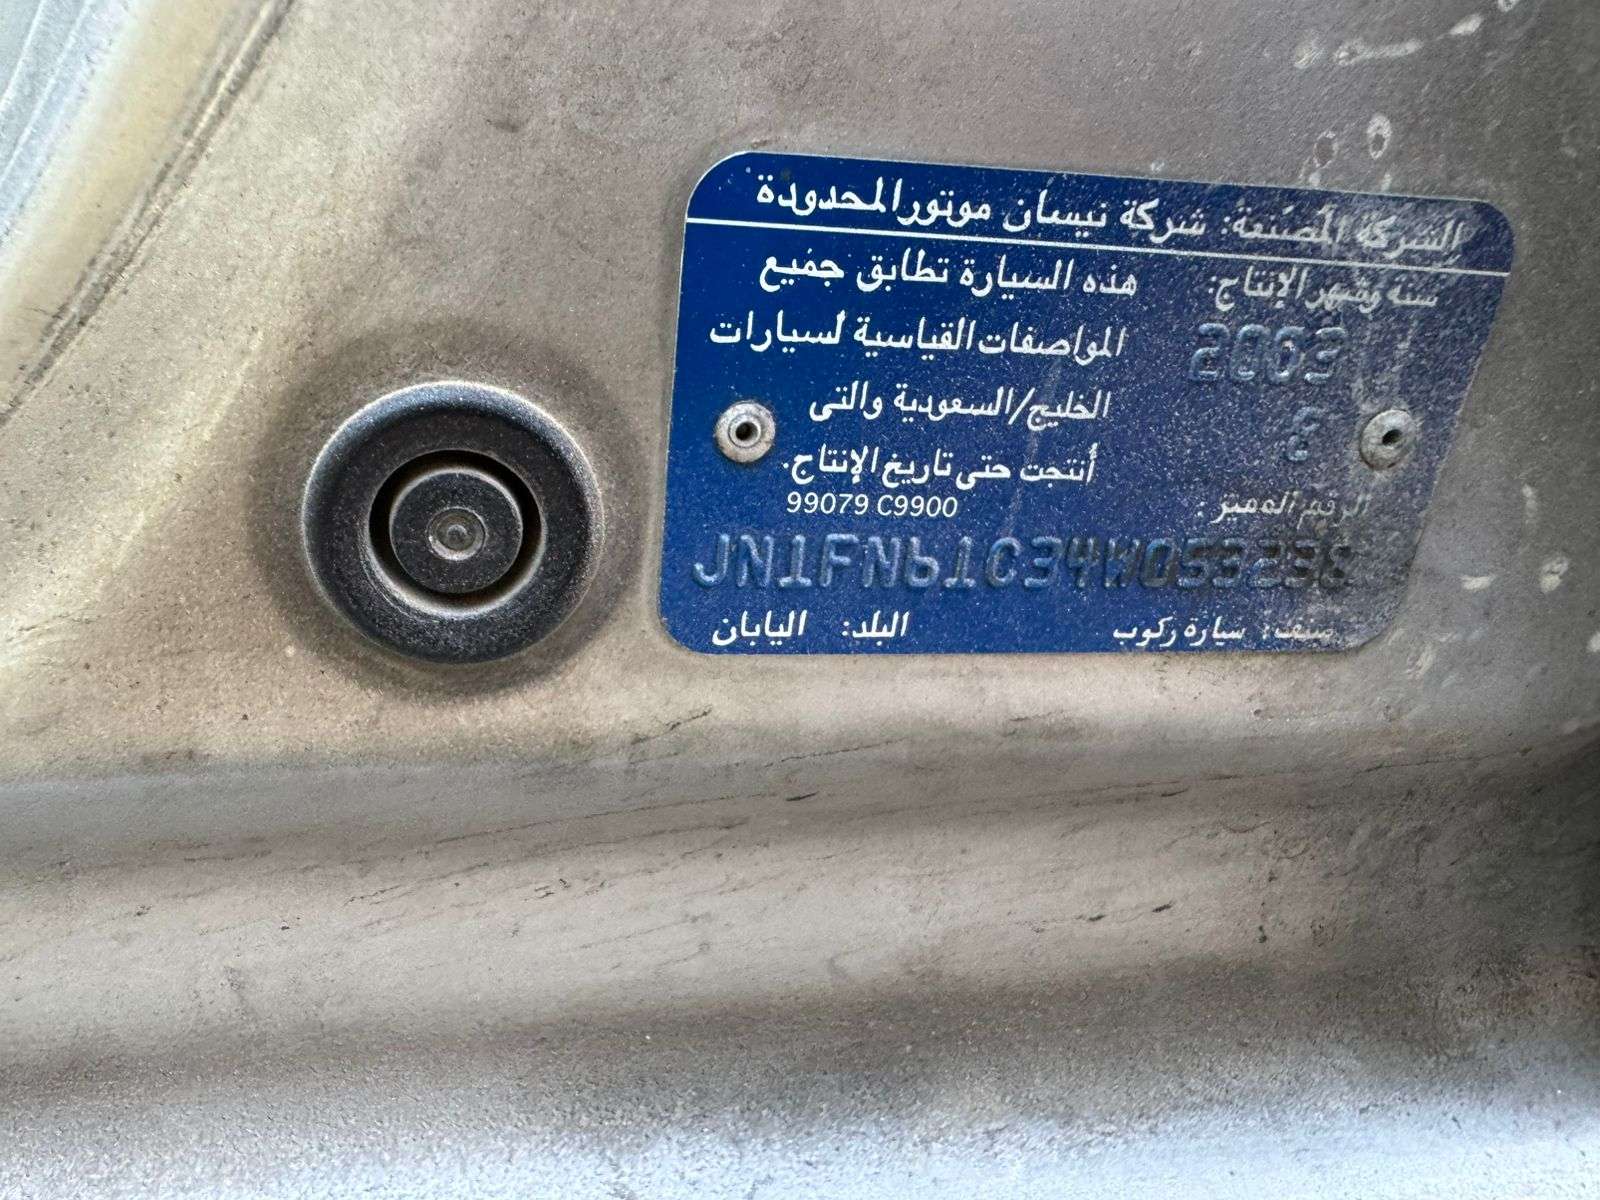 الشركة المصنعة: شركة نيسان موتور المحدودة
سنة وشهر الإنتاج:
2003
هذه السيارة تطابق جميع
المواصفات القياسية لسيارات
الخليج/السعودية والتى
أنتجت حتى تاريخ الإنتاج.
99079 C9900
الرقم المميز:
JN1FN61C34W053238
صنف: سيارة ركوب
البلد: اليابان